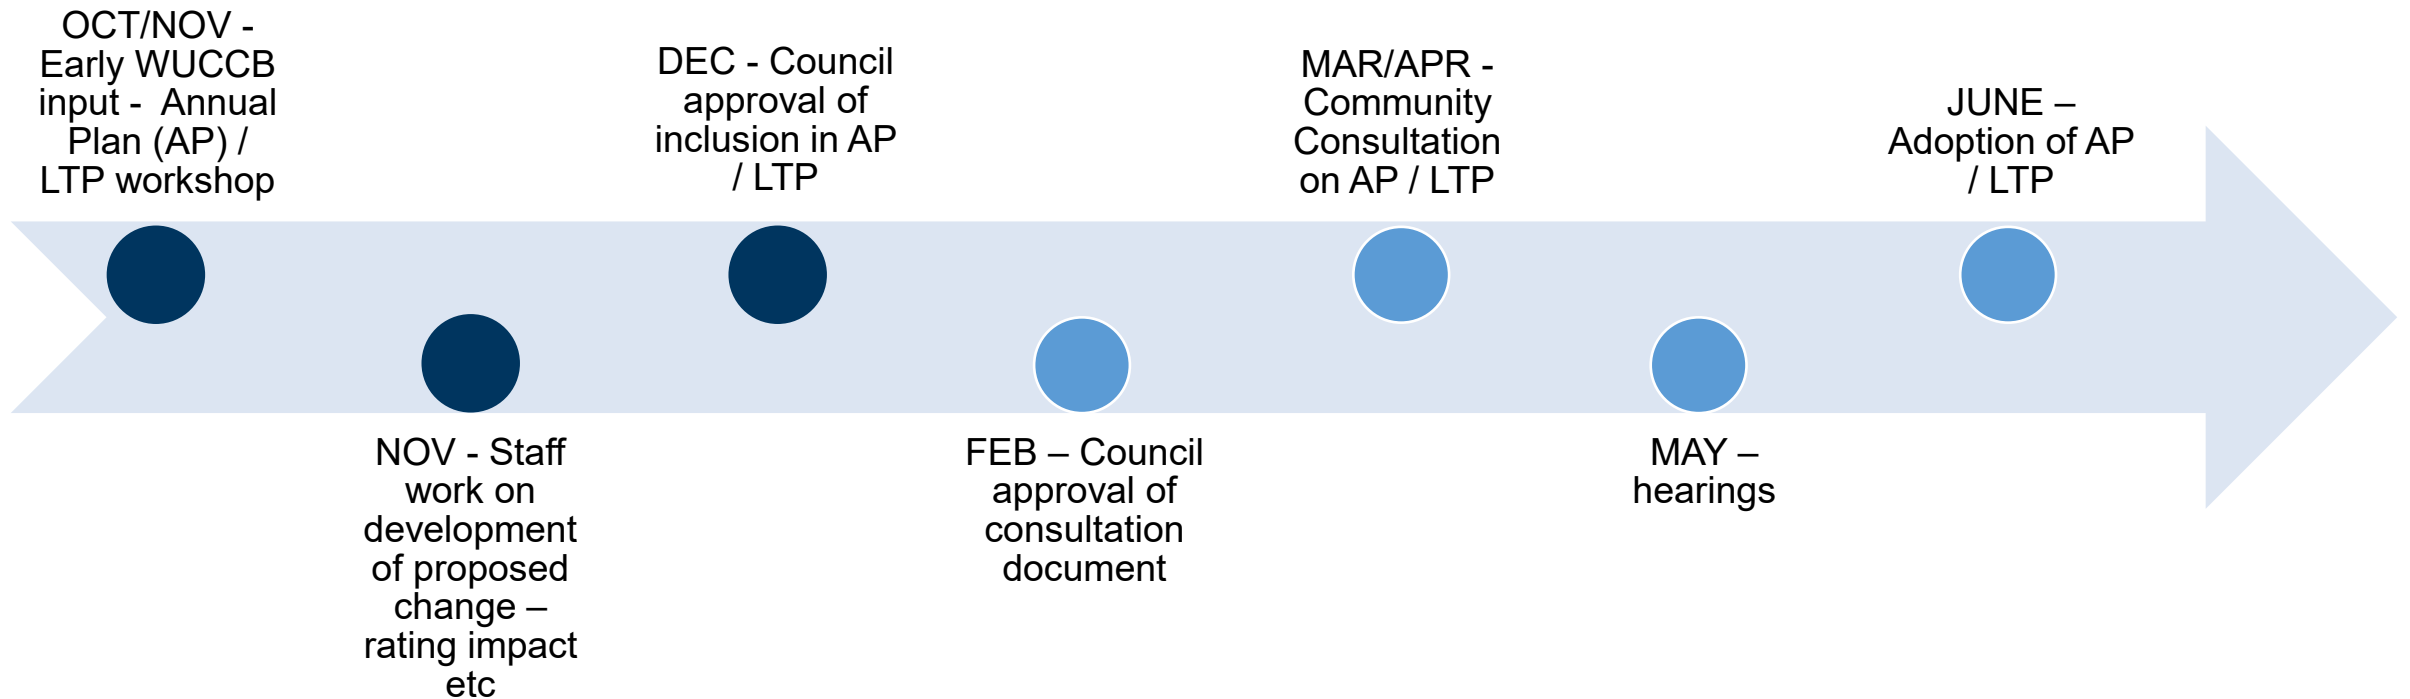 OCT/NOV -
Early WUCCB
input -  Annual
Plan (AP) /
LTP workshop
NOV - Staff
work on
development
of proposed
change –
rating impact
etc
DEC - Council
approval of
inclusion in AP
/ LTP
FEB – Council
approval of
consultation
document
MAR/APR -
Community
Consultation
on AP / LTP
MAY –
hearings
JUNE –
Adoption of AP
/ LTP